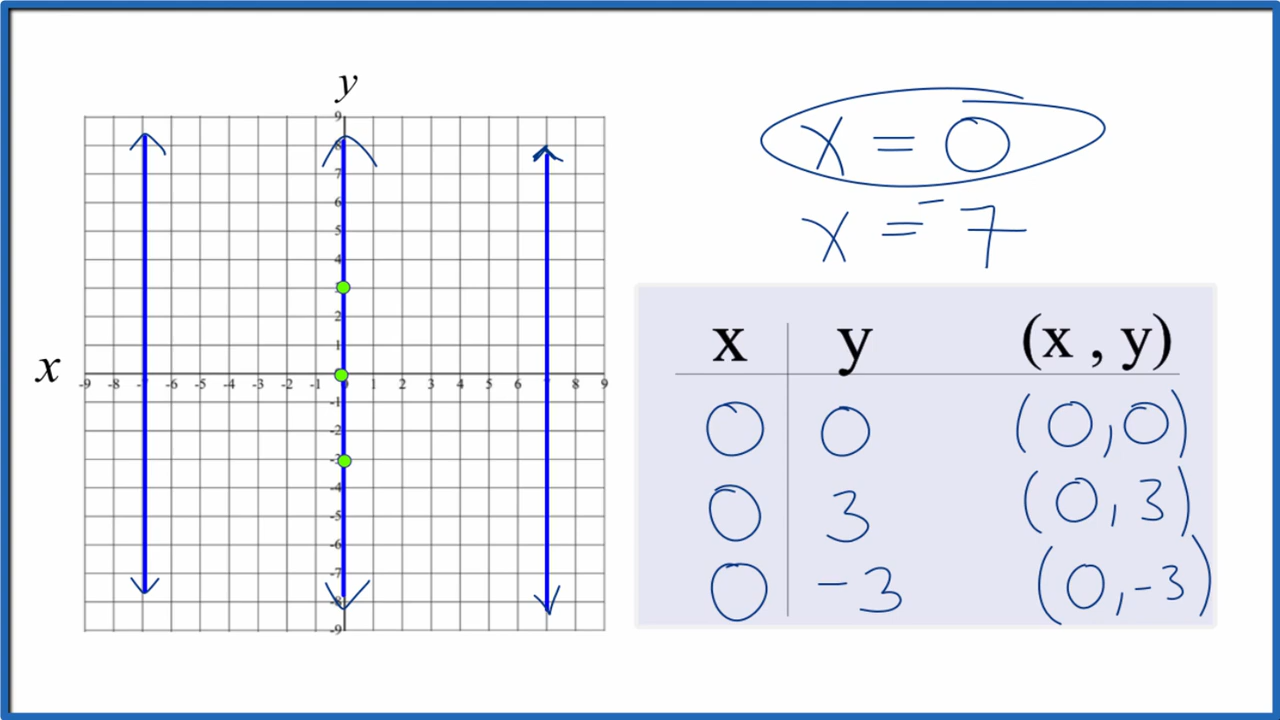 y
9
8
7
6
5
4
2
1
x
-9 -8 -6 -5 -4 -3 -2 -1 0 1 2 3 4 5 6 7 8 9
-1
-2
-3
-4
-5
-6
-7
-8
-9
x = 0
x = -7
x y (x , y)
0 0 (0,0)
0 3 (0,3)
0 -3 (0,-3)